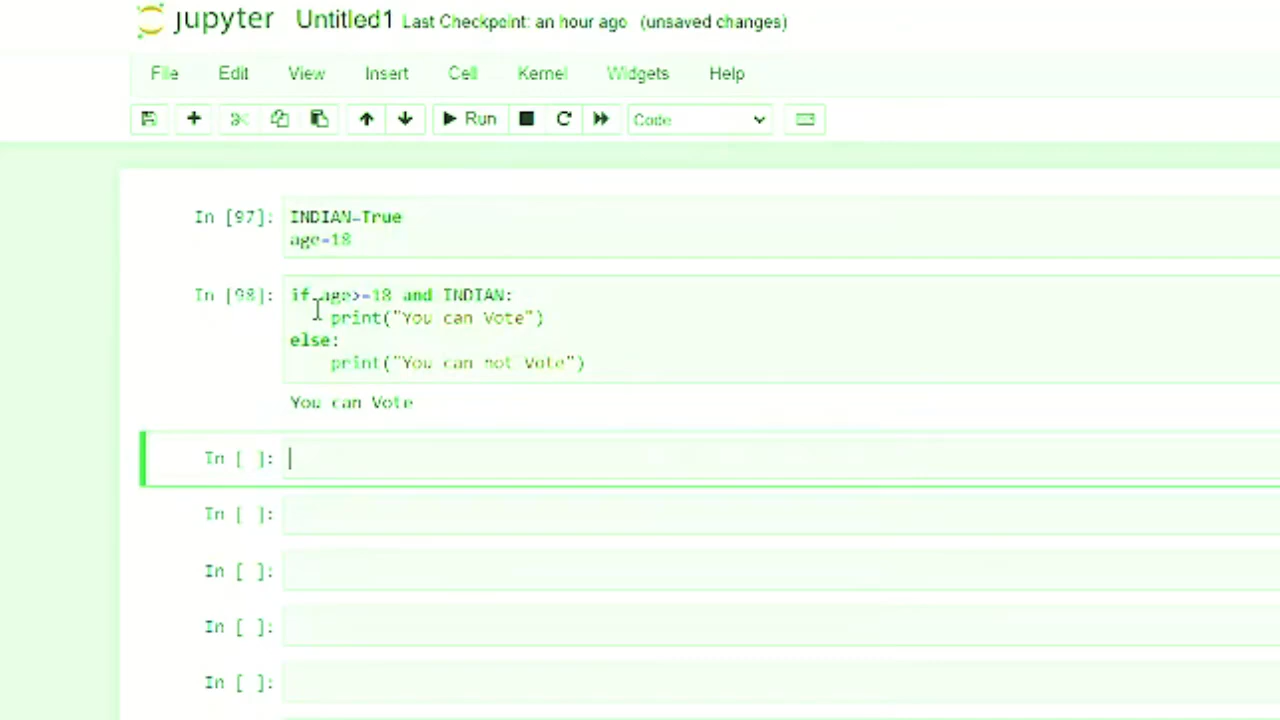 jupyter Untitled1 Last Checkpoint: an hour ago (unsaved changes)
File Edit View Insert Cell Kernel Widgets Help
Run Code
In [97]: INDIAN=True
age=18
In [98]: if age>=18 and INDIAN:
print("You can Vote")
else:
print("You can not Vote")
You can Vote
In [ ]:
In [ ]:
In [ ]:
In [ ]:
In [ ]: